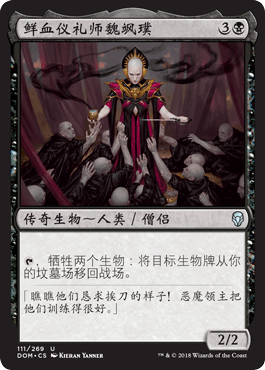 鲜血仪礼师魏飒璞 3
传奇生物～人类 / 僧侣
，牺牲两个生物：将目标生物牌从你
的坟墓场移回战场。
「瞧瞧他们恳求挨刀的样子！恶魔领主把
他们训练得很好。」
2/2
111/269 U
DOM • CS KIERAN YANNER
™ & © 2018 Wizards of the Coast